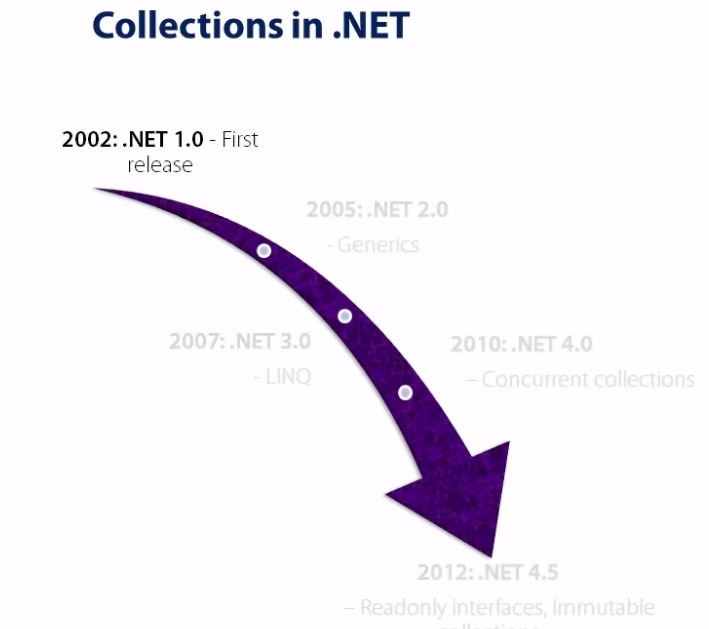 Collections in .NET
2002: .NET 1.0 - First
release
2005: .NET 2.0
- Generics
2007: .NET 3.0
- LINQ
2010: .NET 4.0
– Concurrent collections
2012: .NET 4.5
– Readonly interfaces, Immutable
collections